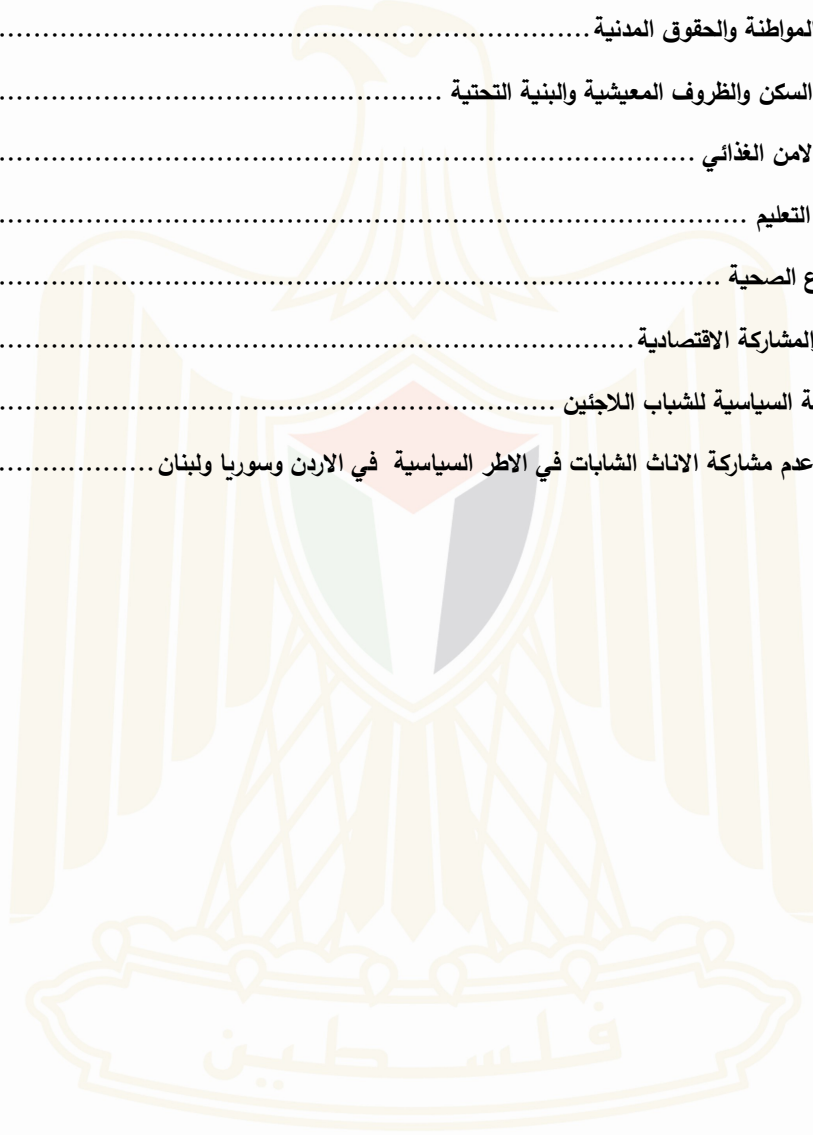 المواطنة والحقوق المدنية ......................................................................
السكن والظروف المعيشية والبنية التحتية ....................................................
الامن الغذائي ..................................................................................
التعليم ........................................................................................
الصحية .....................................................................................
المشاركة الاقتصادية ..........................................................................
السياسية للشباب اللاجئين .................................................................
عدم مشاركة الاناث الشابات في الاطر السياسية في الاردن وسوريا ولبنان ..................
فلسطين